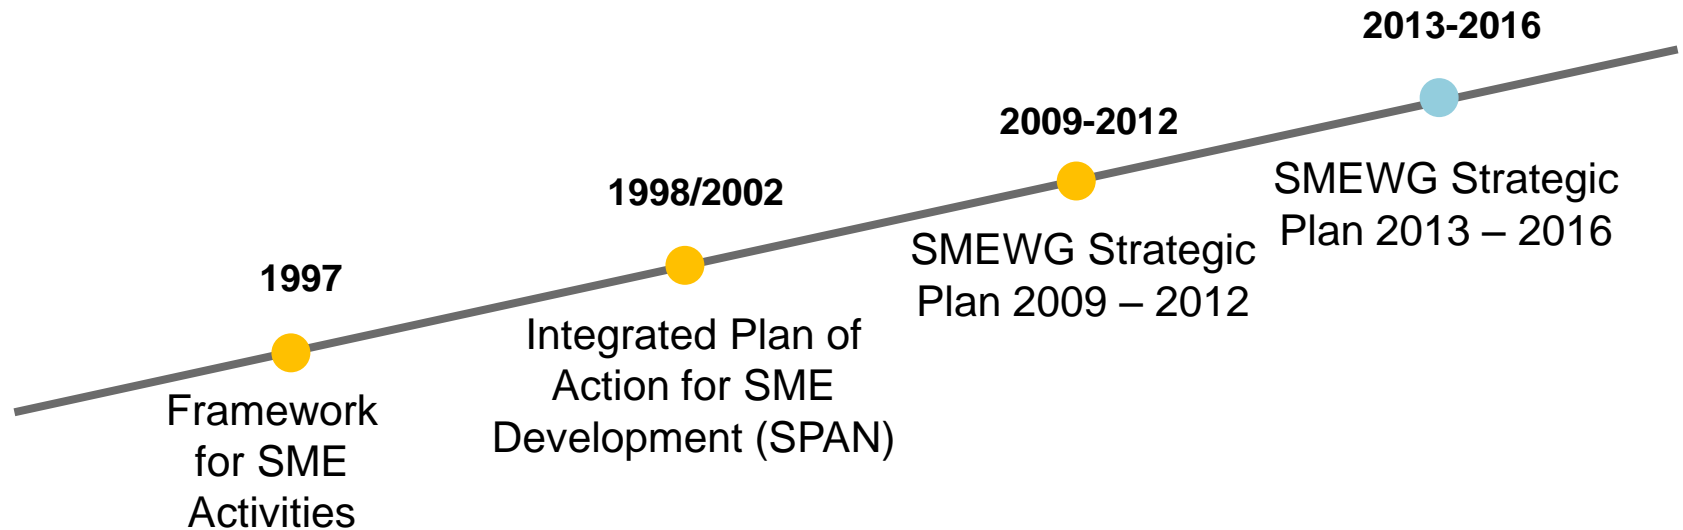 1997
Framework
for SME
Activities
1998/2002
Integrated Plan of
Action for SME
Development (SPAN)
2009-2012
SMEWG Strategic
Plan 2009 – 2012
2013-2016
SMEWG Strategic
Plan 2013 – 2016